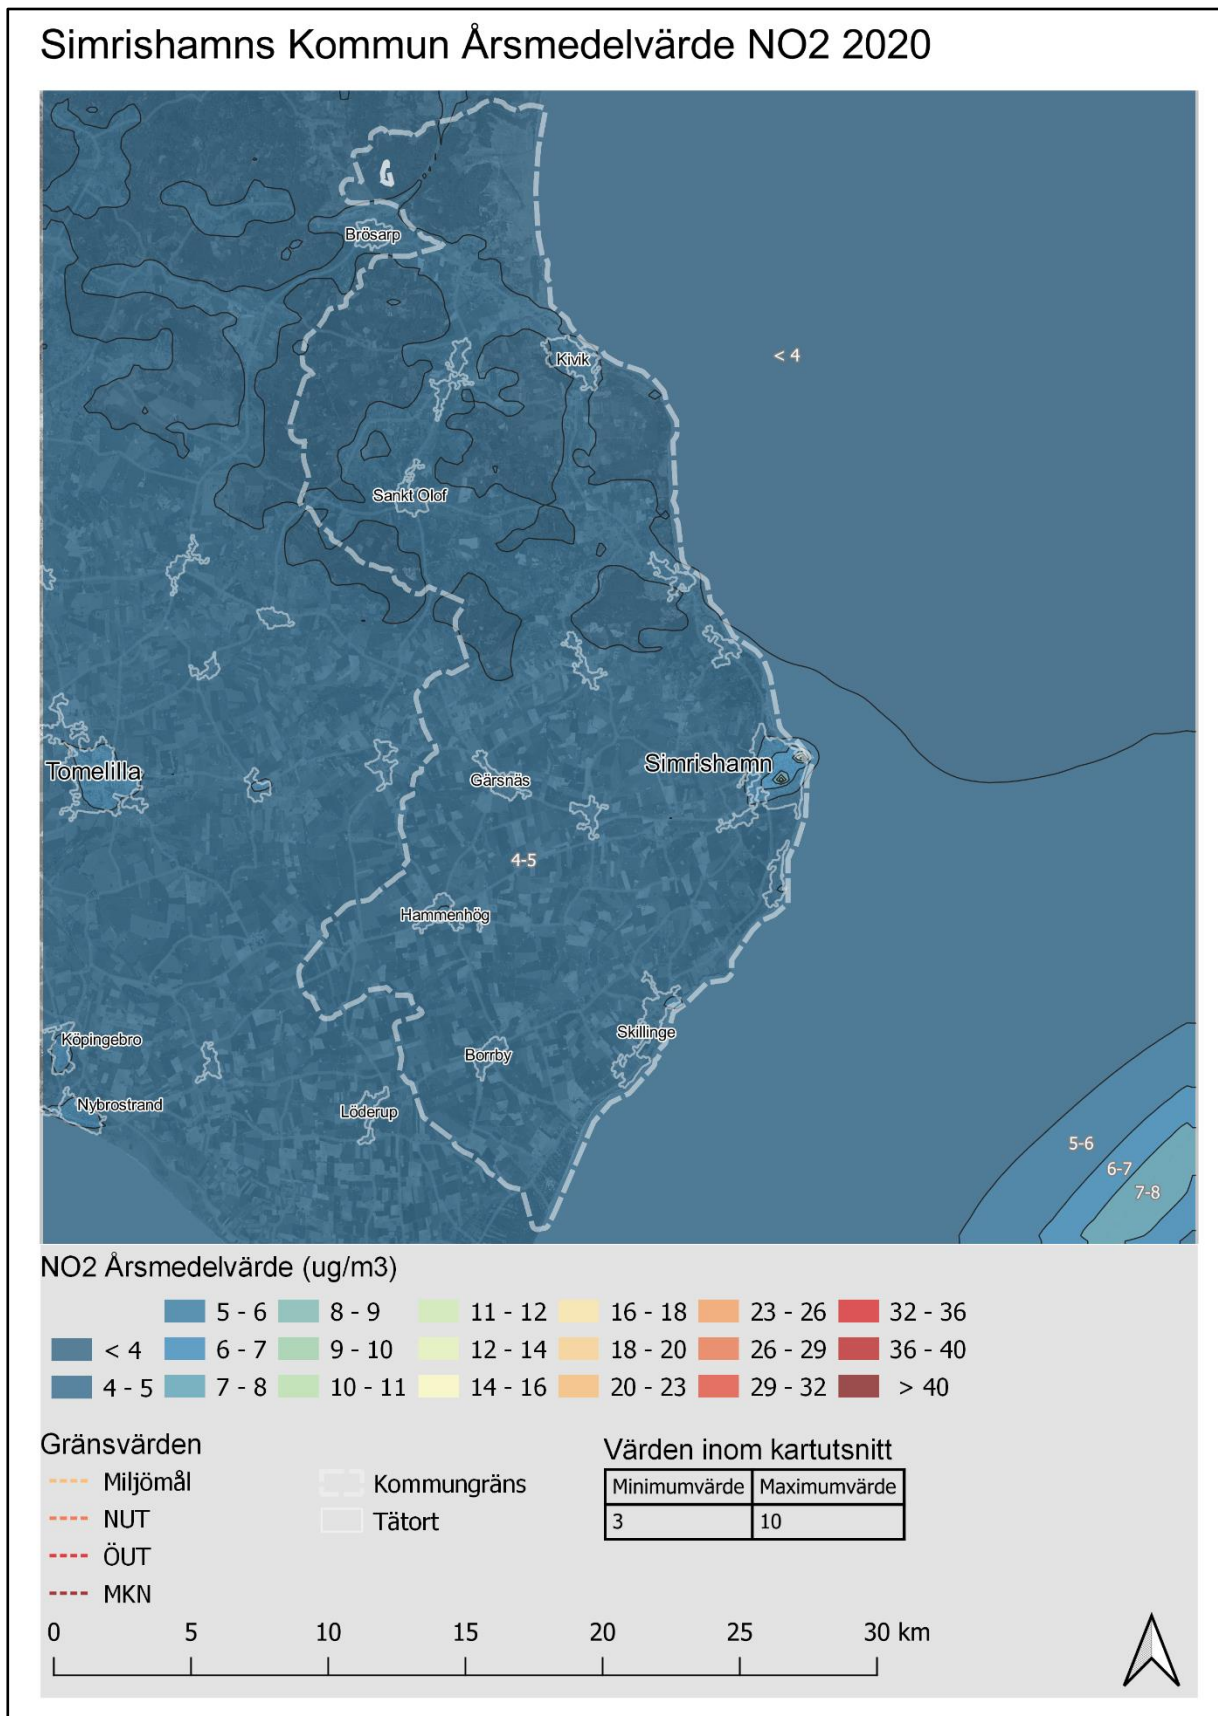 Simrishamns Kommun Årsmedelvärde NO2 2020
Brösarp
Kivik
< 4
Sankt Olof
Tomelilla
Simrishamn
Gärsnäs
4-5
Hammenhög
Skillinge
Köpingebro
Borrby
Nybrostrand
Löderup
5-6
6-7
7-8
NO2 Årsmedelvärde (ug/m3)
5 - 6 8 - 9 11 - 12 16 - 18 23 - 26 32 - 36
< 4 6 - 7 9 - 10 12 - 14 18 - 20 26 - 29 36 - 40
4 - 5 7 - 8 10 - 11 14 - 16 20 - 23 29 - 32 > 40
Gränsvärden
Miljömål
NUT
ÖUT
MKN
Kommungräns
Tätort
Värden inom kartutsnitt
Minimumvärde Maximumvärde
3 10
0 5 10 15 20 25 30 km